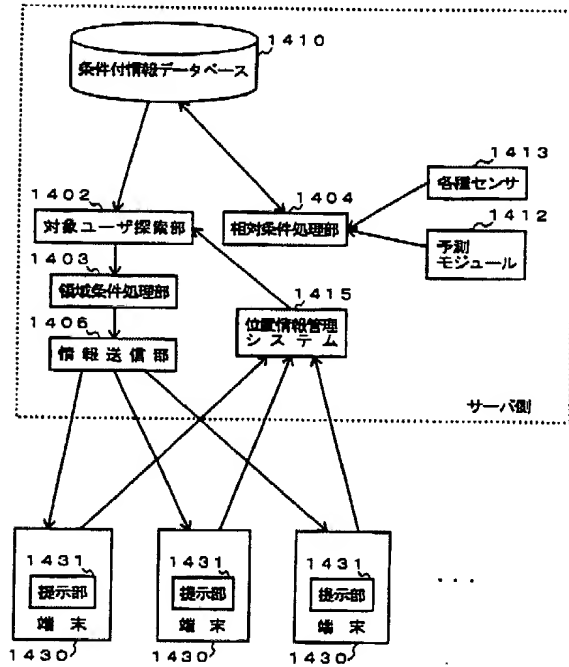 1410
条件付情報データベース
1413
各種センサ
1402
対象ユーザ探索部
1404
相対条件処理部
1412
予測
モジュール
1403
領域条件処理部
1415
位置情報管理
システム
1406
情報送信部
サーバ側
1431
提示部
端末
1430
1431
提示部
端末
1430
1431
提示部
端末
1430
...